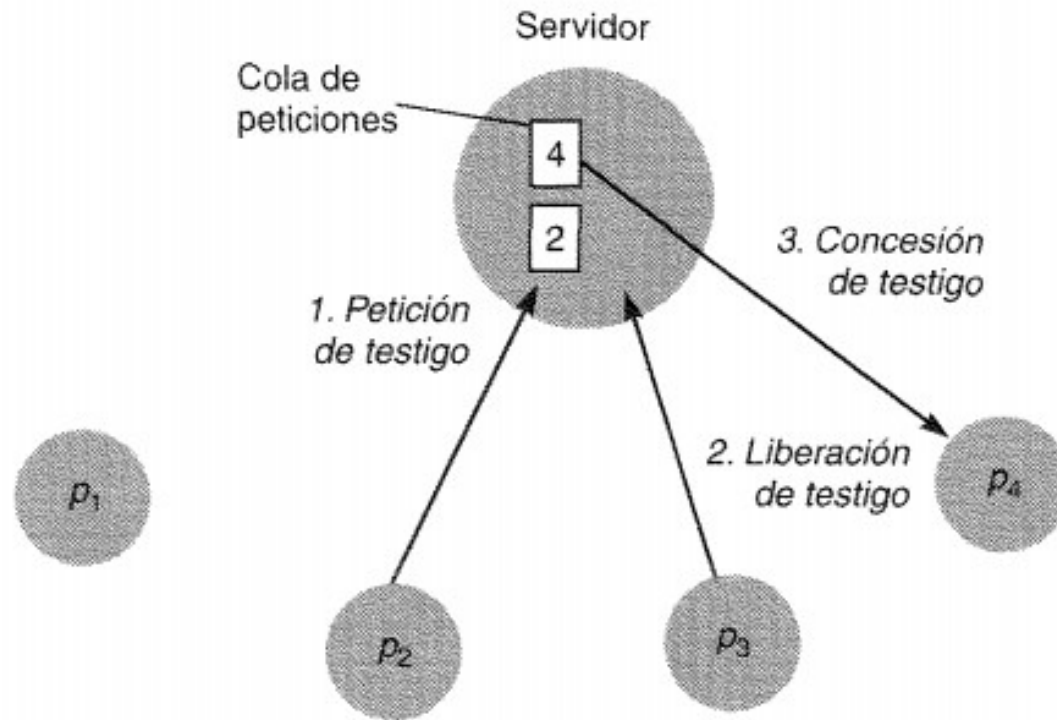 Servidor
Cola de
peticiones
4
2
3. Concesión
de testigo
1. Petición
de testigo
2. Liberación
de testigo
p₁
p₄
p₂
p₃